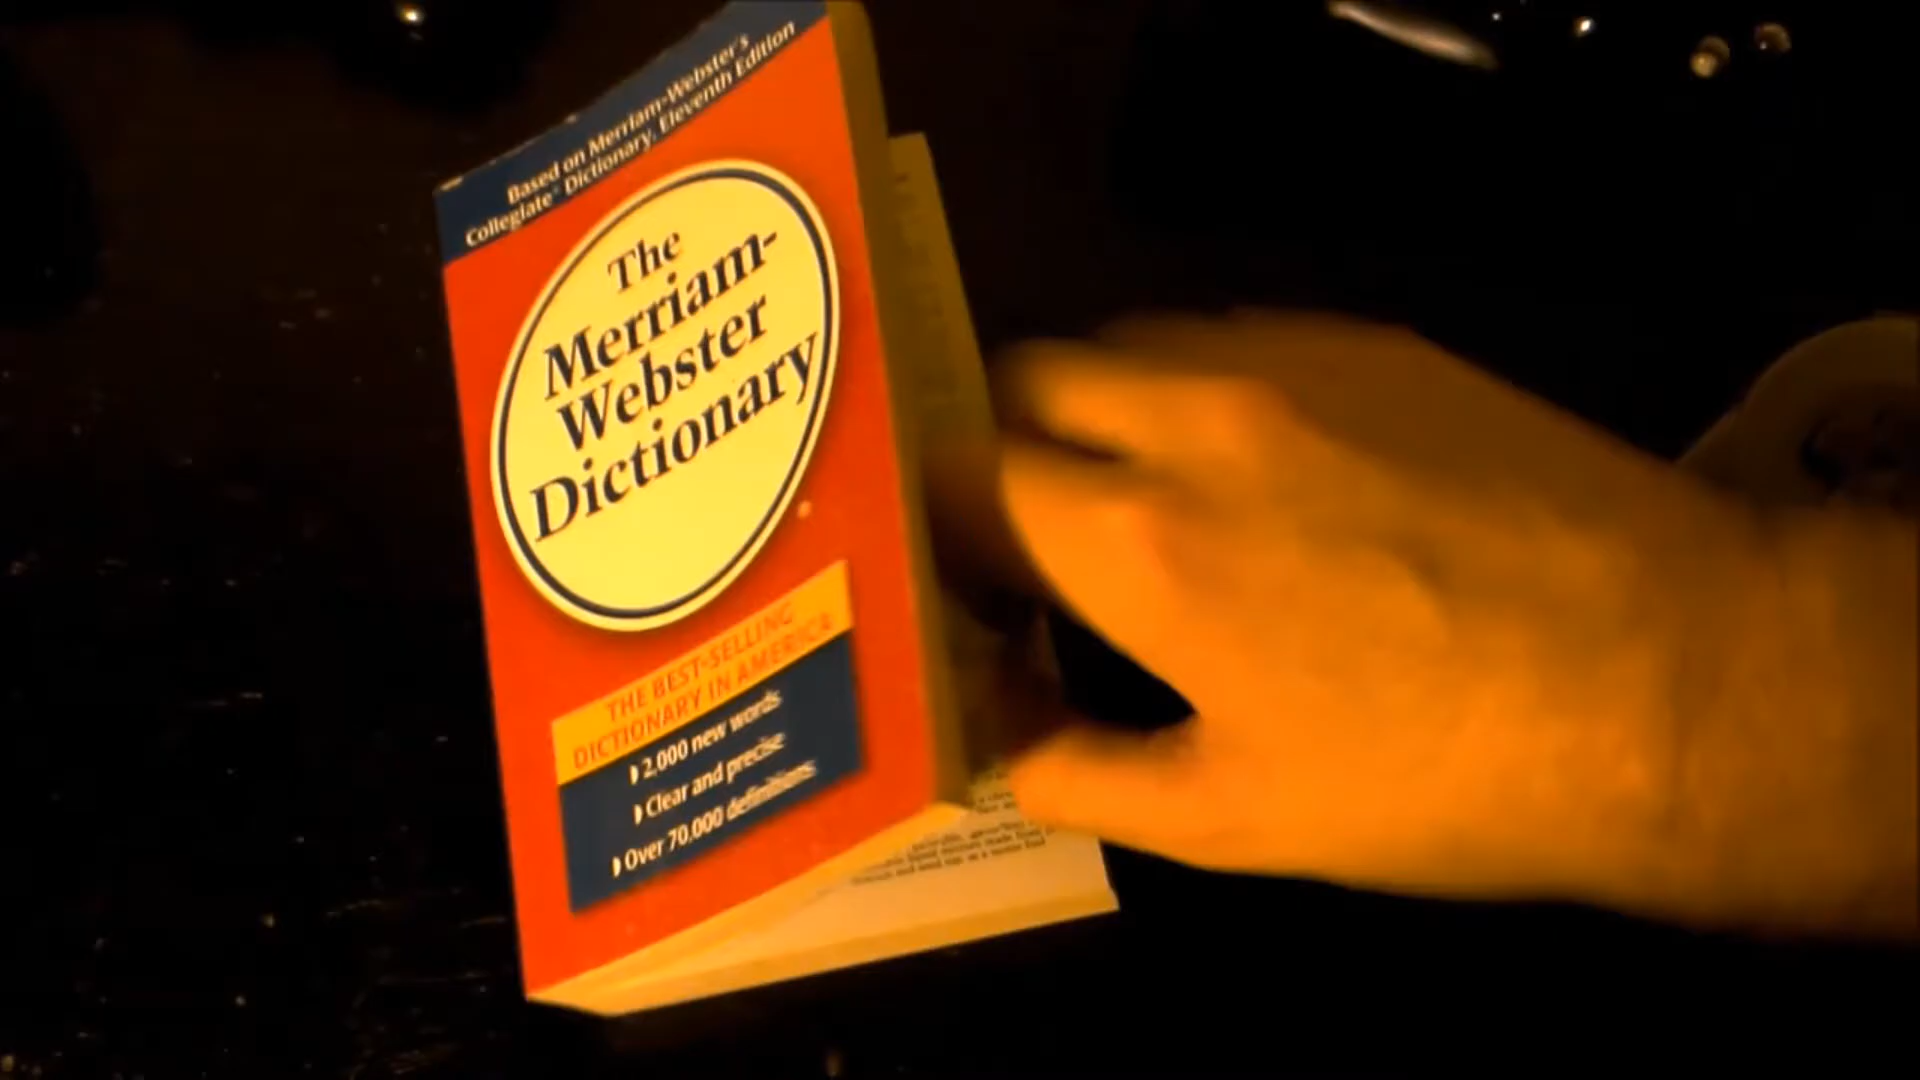 Based on Merriam-Webster's
Collegiate® Dictionary, Eleventh Edition
The
Merriam-
Webster
Dictionary
THE BEST-SELLING
DICTIONARY IN AMERICA
2,000 new words
Clear and precise
Over 70,000 definitions